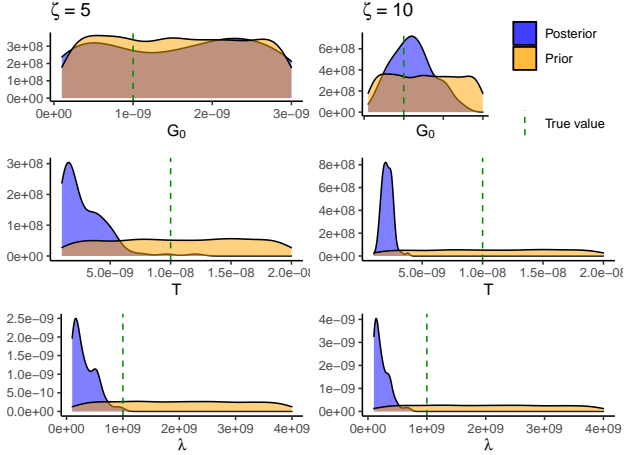 ζ = 5
ζ = 10
3e+08
2e+08
1e+08
0e+00
0e+00 1e−09 2e−09 3e−09
G0
6e+08
4e+08
2e+08
0e+00
G0
Posterior
Prior
True value
3e+08
2e+08
1e+08
0e+00
5.0e−09 1.0e−08 1.5e−08 2.0e−08
T
8e+08
6e+08
4e+08
2e+08
0e+00
5.0e−09 1.0e−08 1.5e−08 2.0e−08
T
2.5e−09
2.0e−09
1.5e−09
1.0e−09
5.0e−10
0.0e+00
0e+00 1e+09 2e+09 3e+09 4e+09
λ
4e−09
3e−09
2e−09
1e−09
0e+00
0e+00 1e+09 2e+09 3e+09 4e+09
λ